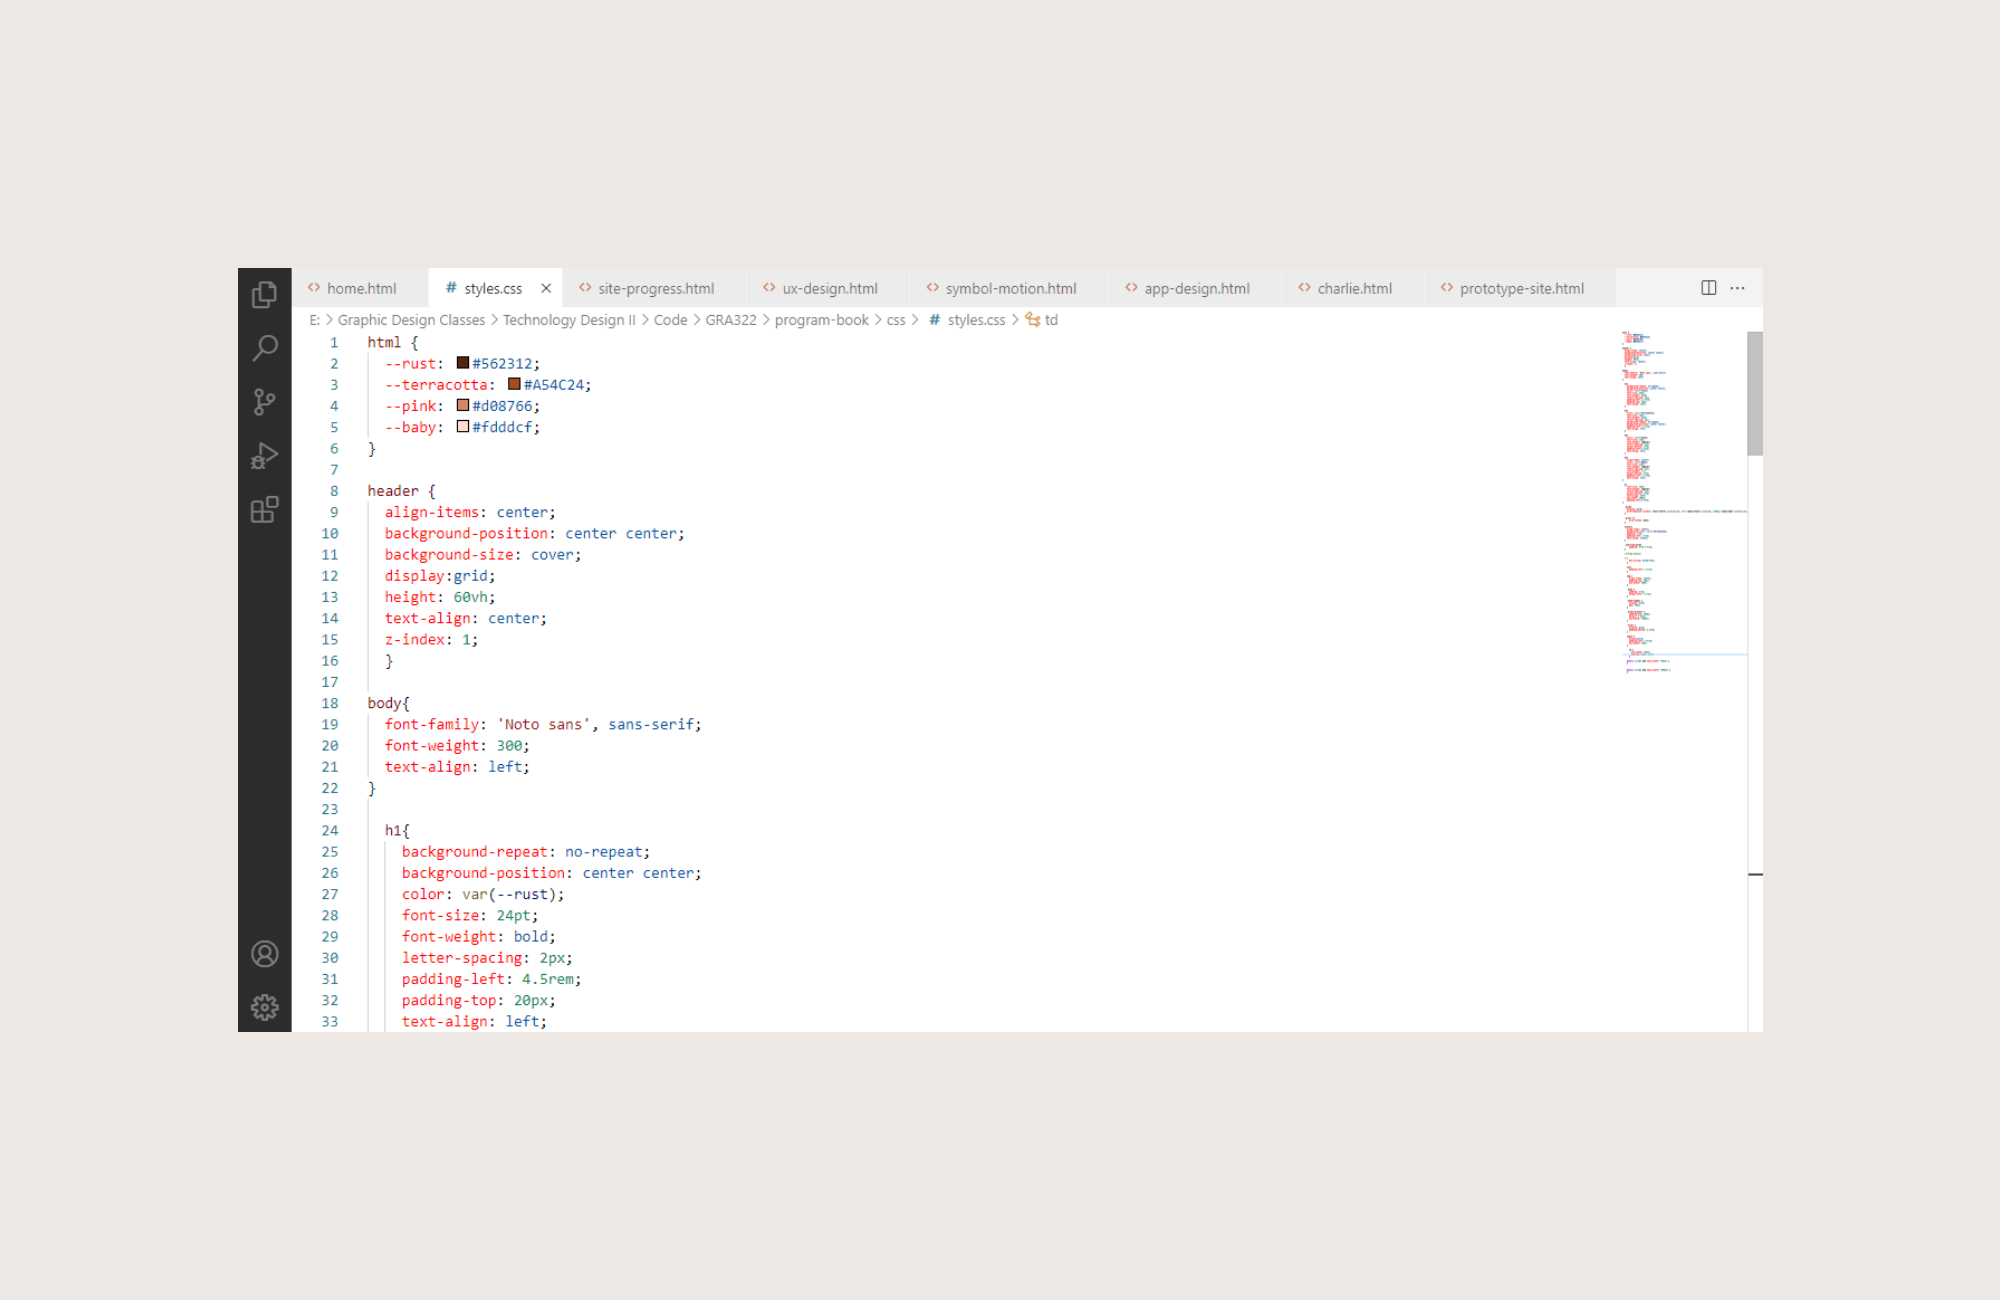 home.html styles.css site-progress.html ux-design.html symbol-motion.html app-design.html charlie.html prototype-site.html
E: > Graphic Design Classes > Technology Design II > Code > GRA322 > program-book > css > # styles.css > td
1 html {
2 --rust: #562312;
3 --terracotta: #A54C24;
4 --pink: #d08766;
5 --baby: #fdddcf;
6 }
7
8 header {
9 align-items: center;
10 background-position: center center;
11 background-size: cover;
12 display:grid;
13 height: 60vh;
14 text-align: center;
15 z-index: 1;
16 }
17
18 body{
19 font-family: 'Noto sans', sans-serif;
20 font-weight: 300;
21 text-align: left;
22 }
23
24 h1{
25 background-repeat: no-repeat;
26 background-position: center center;
27 color: var(--rust);
28 font-size: 24pt;
29 font-weight: bold;
30 letter-spacing: 2px;
31 padding-left: 4.5rem;
32 padding-top: 20px;
33 text-align: left;